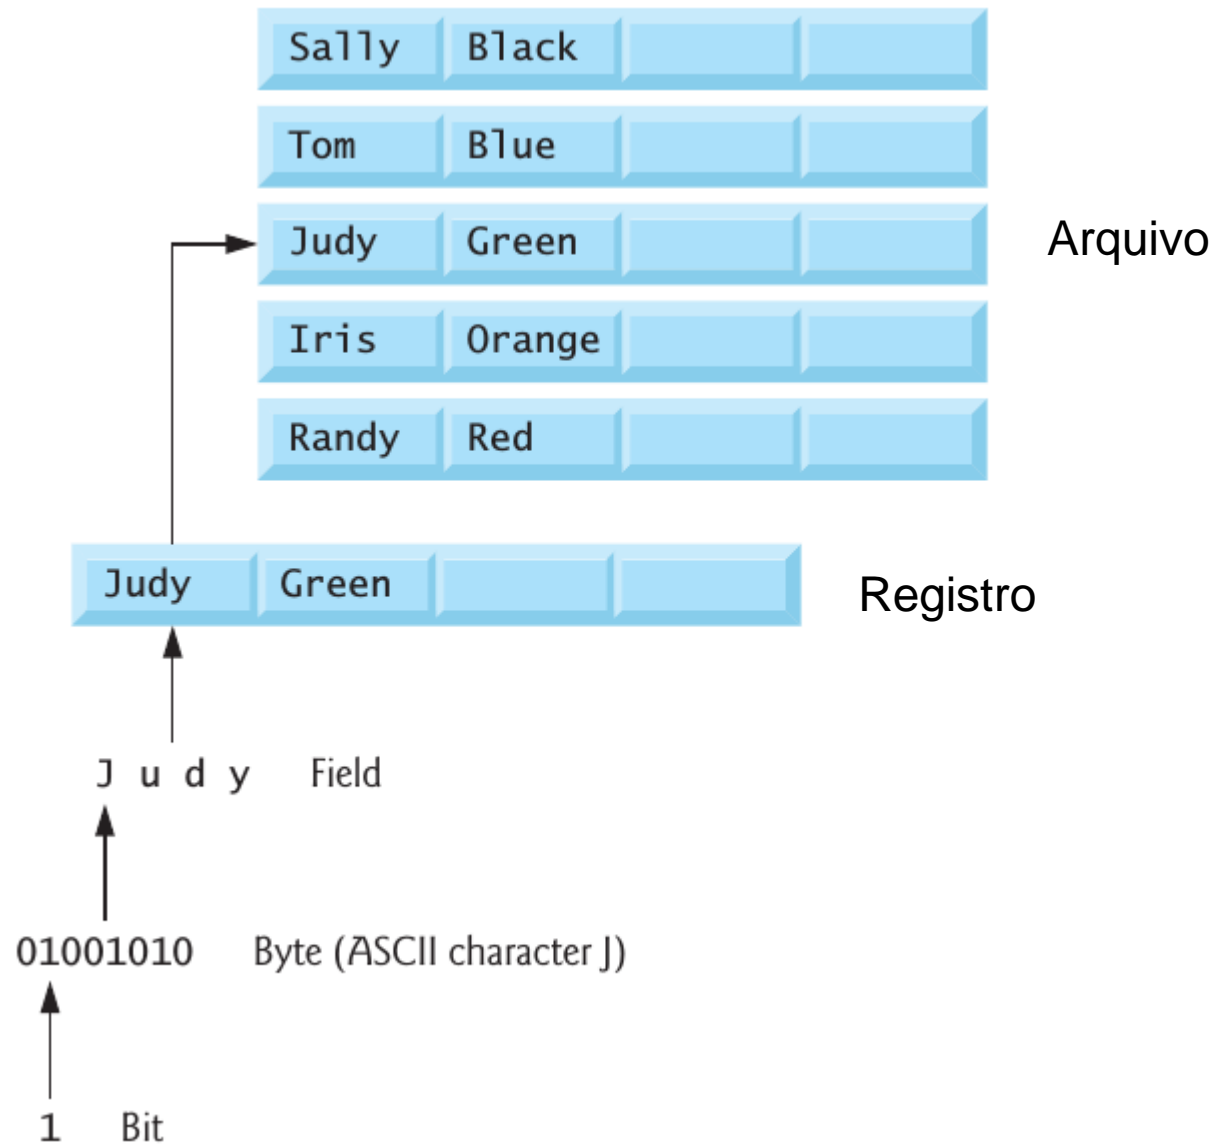 Sally Black
Tom Blue
Judy Green Arquivo
Iris Orange
Randy Red
Judy Green Registro
J u d y Field
01001010 Byte (ASCII character J)
1 Bit